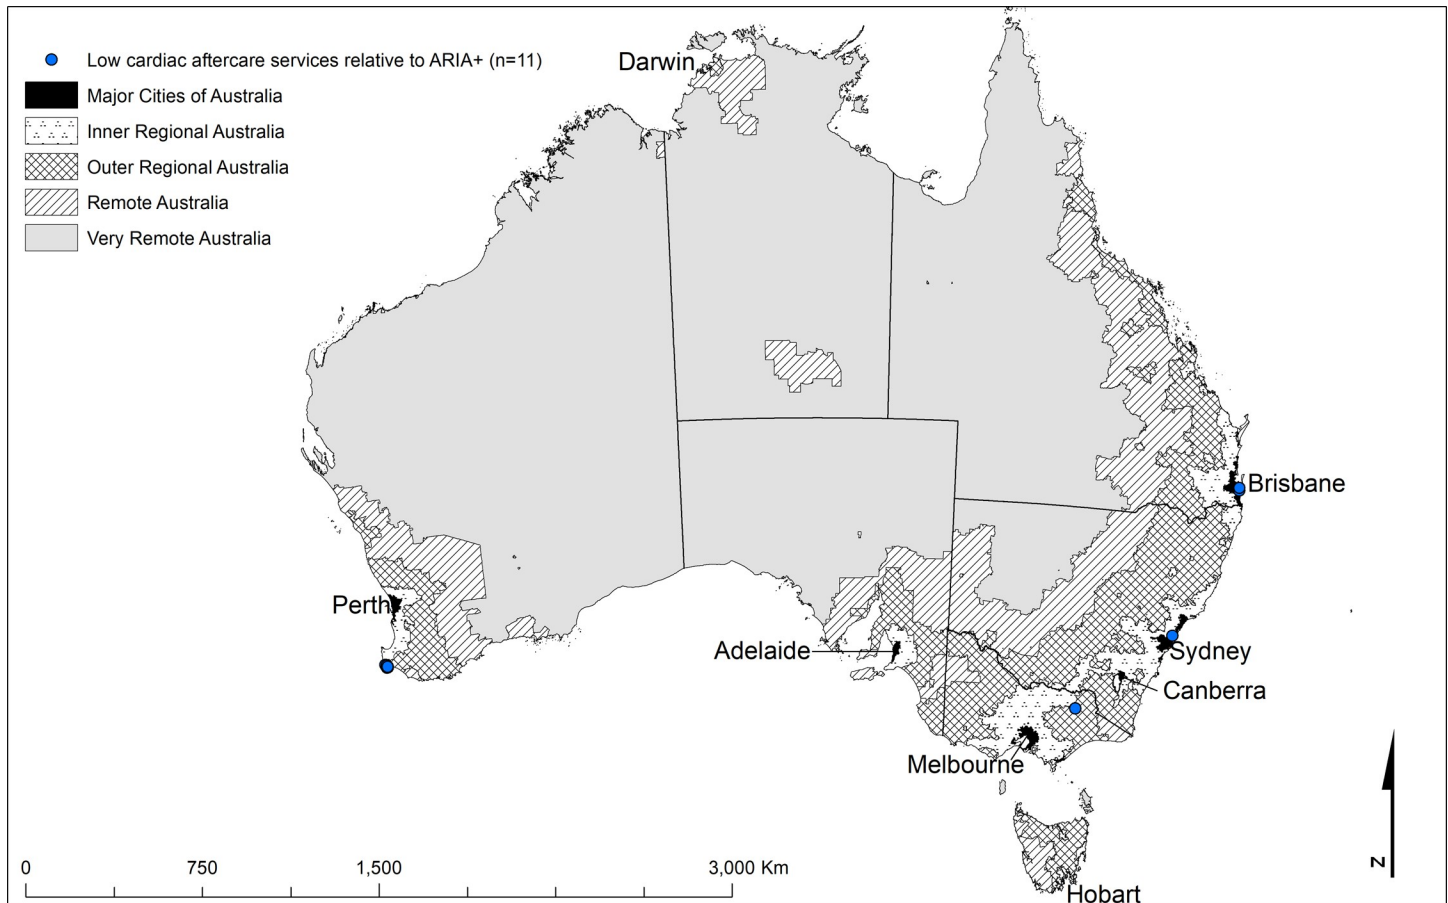 Low cardiac aftercare services relative to ARIA+ (n=11)
Major Cities of Australia
Inner Regional Australia
Outer Regional Australia
Remote Australia
Very Remote Australia
Darwin
Brisbane
Perth
Adelaide
Sydney
Canberra
Melbourne
Hobart
0 750 1,500 3,000 Km
N